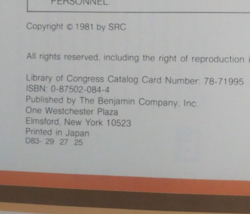 PERSONNEL.
Copyright © 1981 by SRC
All rights reserved, including the right of reproduction
Library of Congress Catalog Card Number: 78-71995
ISBN: 0-87502-084-4
Published by The Benjamin Company, Inc.
One Westchester Plaza
Elmsford, New York 10523
Printed in Japan
D83- 29 27 25